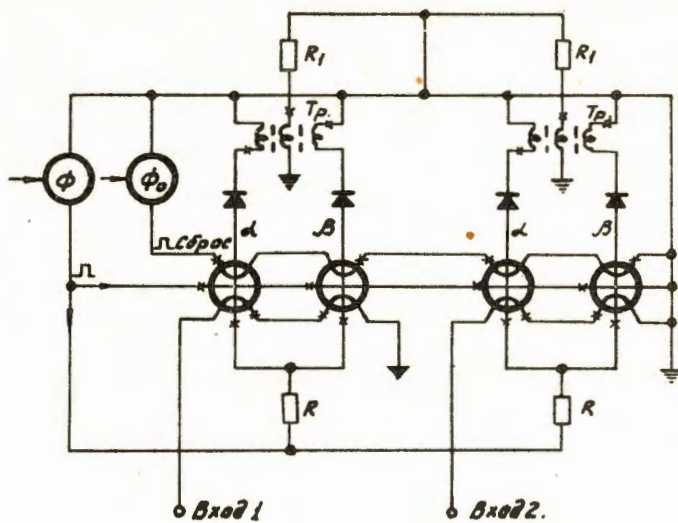 R1
R1
Тр.
Тр.
Ф
Ф0
α
β
α
β
Сброс
R
R
Вход 1
Вход 2.